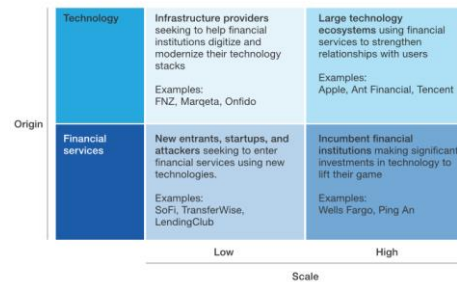 Technology
Infrastructure providers
seeking to help financial
institutions digitize and
modernize their technology
stacks
Examples:
FNZ, Marqeta, Onfido
Large technology
ecosystems using financial
services to strengthen
relationships with users
Examples:
Apple, Ant Financial, Tencent
Origin
Financial
services
New entrants, startups, and
attackers seeking to enter
financial services using new
technologies.
Examples:
SoFi, TransferWise,
LendingClub
Incumbent financial
institutions making significant
investments in technology to
lift their game
Examples:
Wells Fargo, Ping An
Low
High
Scale